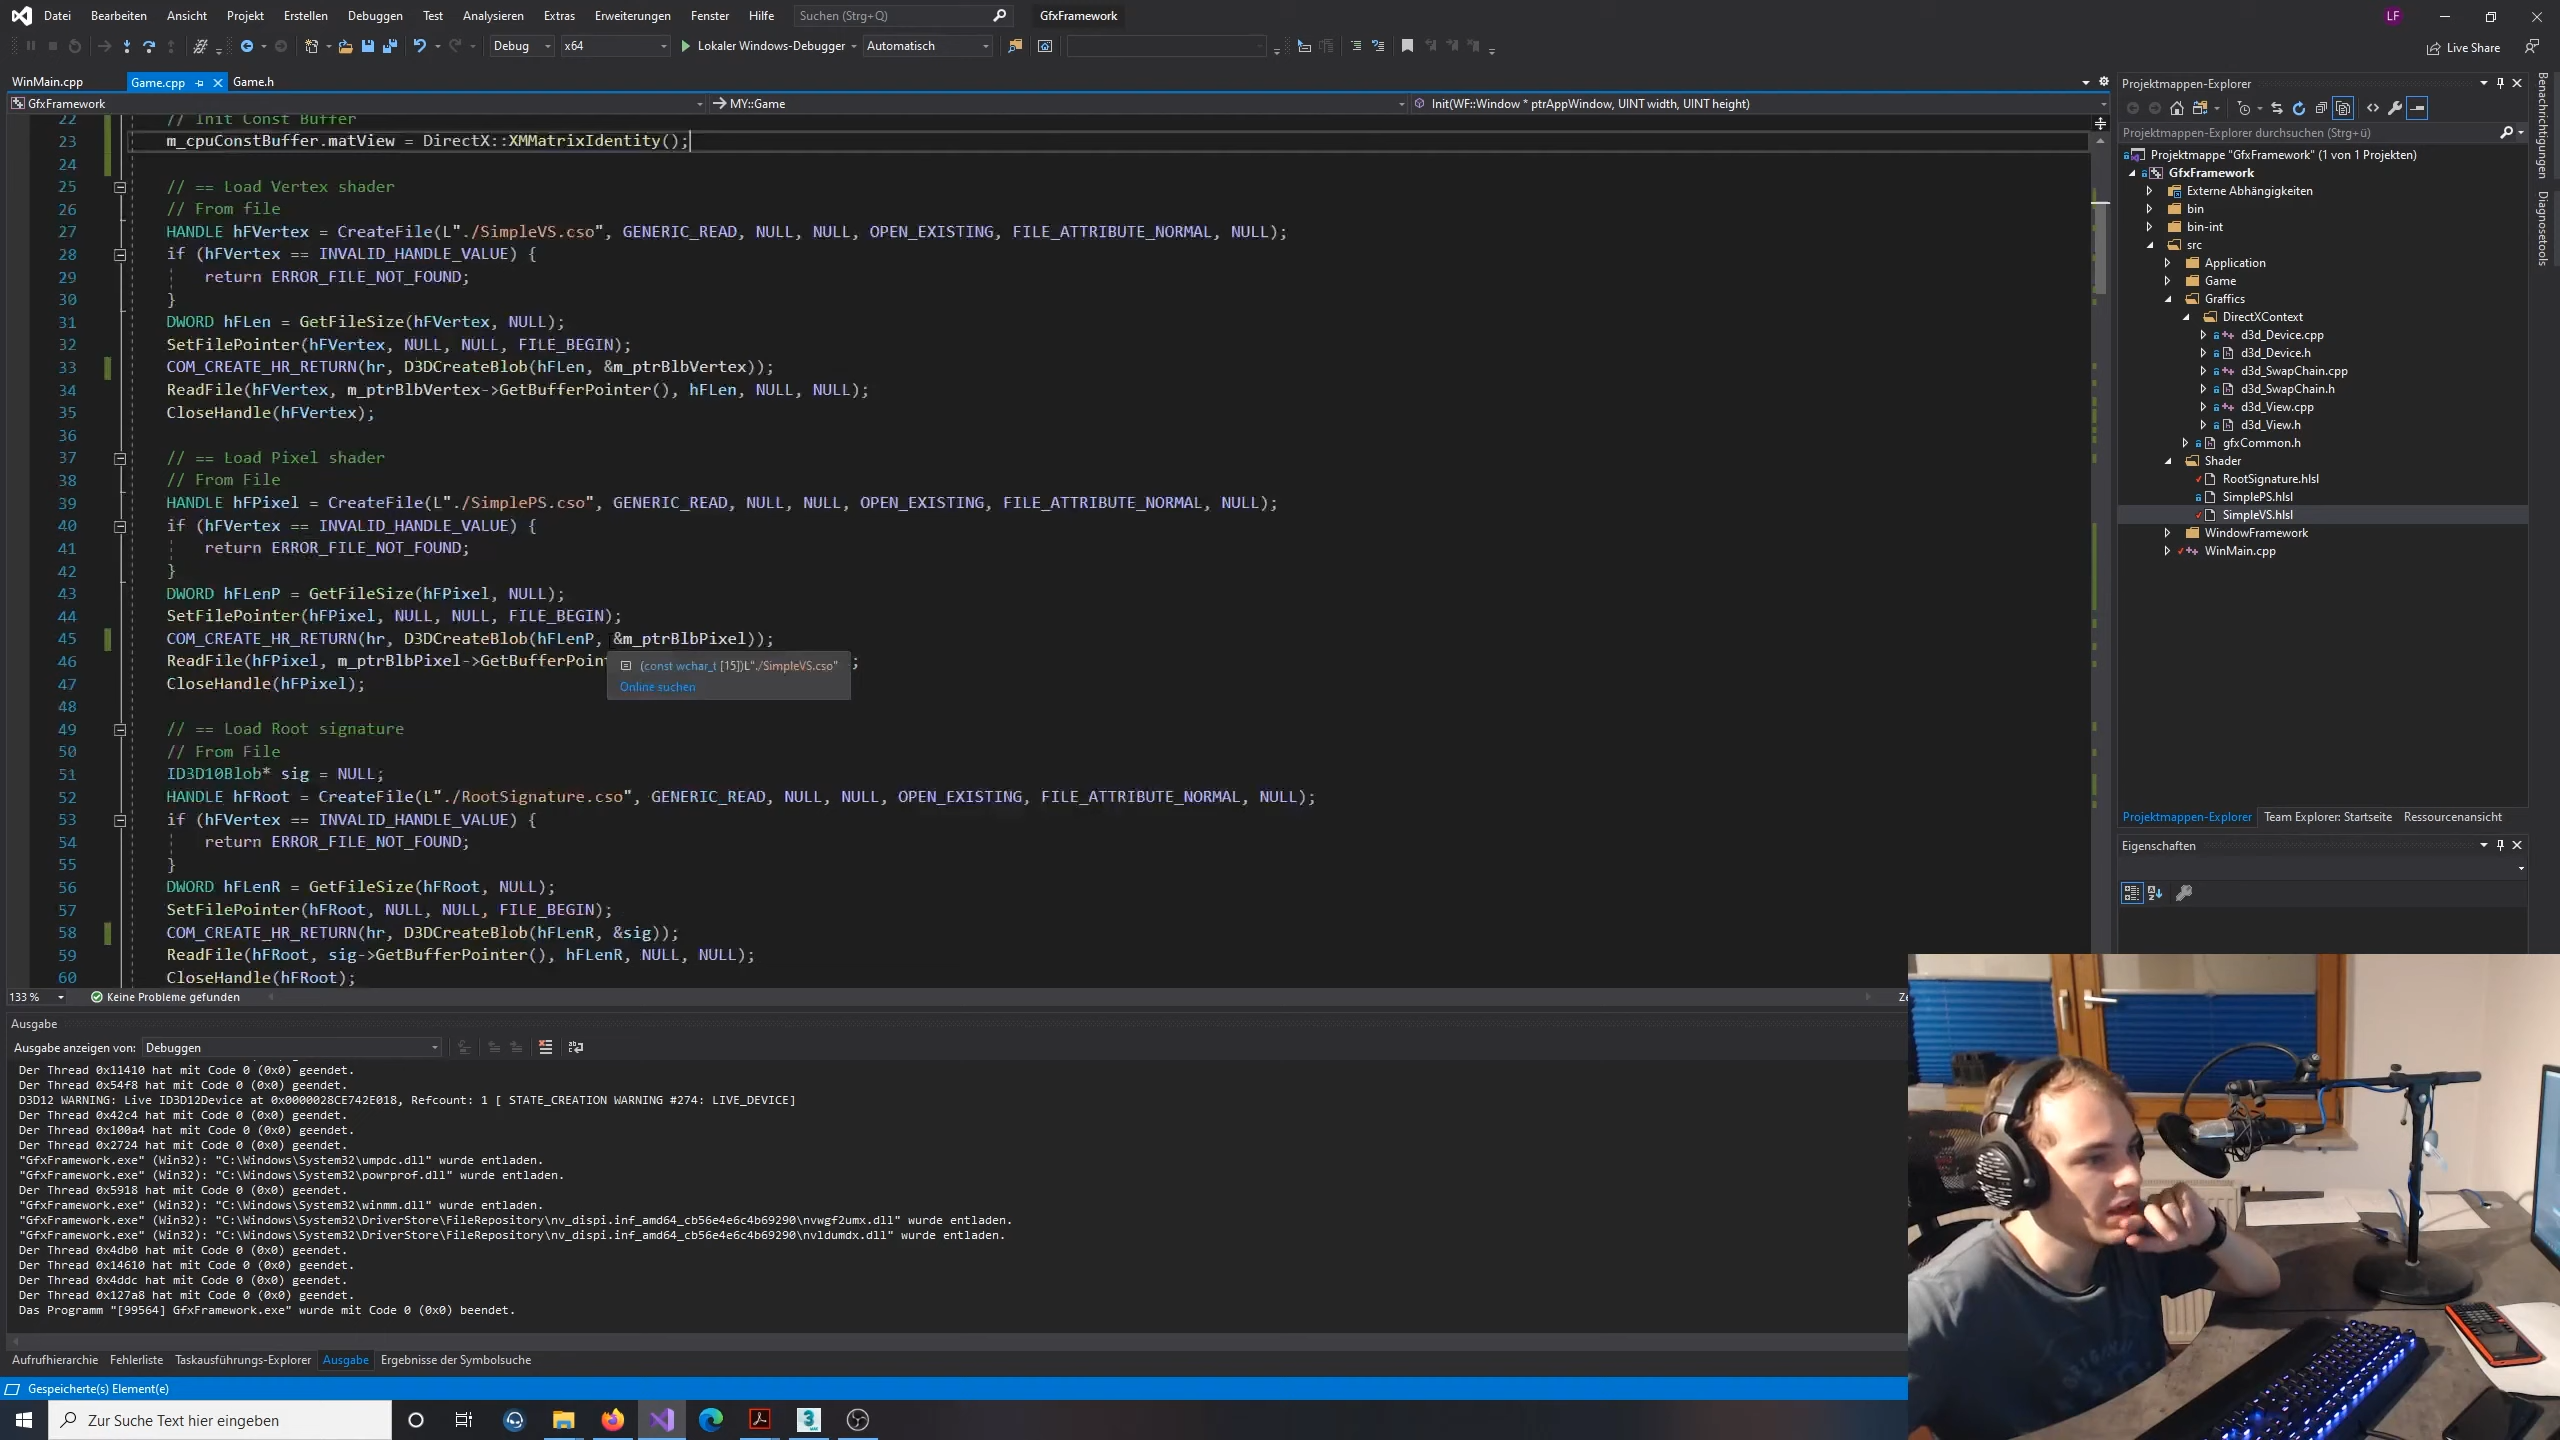 Datei Bearbeiten Ansicht Projekt Erstellen Debuggen Test Analysieren Extras Erweiterungen Fenster Hilfe Suchen (Strg+Q) GfxFramework LF
Debug x64 Lokaler Windows-Debugger Automatisch Live Share
WinMain.cpp Game.cpp Game.h
GfxFramework MY::Game Init(WF::Window * ptrAppWindow, UINT width, UINT height)
22 // Init Const Buffer
23 m_cpuConstBuffer.matView = DirectX::XMMatrixIdentity();
24
25 // == Load Vertex shader
26 // From file
27 HANDLE hFVertex = CreateFile(L"./SimpleVS.cso", GENERIC_READ, NULL, NULL, OPEN_EXISTING, FILE_ATTRIBUTE_NORMAL, NULL);
28 if (hFVertex == INVALID_HANDLE_VALUE) {
29 return ERROR_FILE_NOT_FOUND;
30 }
31 DWORD hFLen = GetFileSize(hFVertex, NULL);
32 SetFilePointer(hFVertex, NULL, NULL, FILE_BEGIN);
33 COM_CREATE_HR_RETURN(hr, D3DCreateBlob(hFLen, &m_ptrBlbVertex));
34 ReadFile(hFVertex, m_ptrBlbVertex->GetBufferPointer(), hFLen, NULL, NULL);
35 CloseHandle(hFVertex);
36
37 // == Load Pixel shader
38 // From File
39 HANDLE hFPixel = CreateFile(L"./SimplePS.cso", GENERIC_READ, NULL, NULL, OPEN_EXISTING, FILE_ATTRIBUTE_NORMAL, NULL);
40 if (hFVertex == INVALID_HANDLE_VALUE) {
41 return ERROR_FILE_NOT_FOUND;
42 }
43 DWORD hFLenP = GetFileSize(hFPixel, NULL);
44 SetFilePointer(hFPixel, NULL, NULL, FILE_BEGIN);
45 COM_CREATE_HR_RETURN(hr, D3DCreateBlob(hFLenP, &m_ptrBlbPixel));
46 ReadFile(hFPixel, m_ptrBlbPixel->GetBufferPoint ;
(const wchar_t [15])L"./SimpleVS.cso"
Online suchen
47 CloseHandle(hFPixel);
48
49 // == Load Root signature
50 // From File
51 ID3D10Blob* sig = NULL;
52 HANDLE hFRoot = CreateFile(L"./RootSignature.cso", GENERIC_READ, NULL, NULL, OPEN_EXISTING, FILE_ATTRIBUTE_NORMAL, NULL);
53 if (hFVertex == INVALID_HANDLE_VALUE) {
54 return ERROR_FILE_NOT_FOUND;
55 }
56 DWORD hFLenR = GetFileSize(hFRoot, NULL);
57 SetFilePointer(hFRoot, NULL, NULL, FILE_BEGIN);
58 COM_CREATE_HR_RETURN(hr, D3DCreateBlob(hFLenR, &sig));
59 ReadFile(hFRoot, sig->GetBufferPointer(), hFLenR, NULL, NULL);
60 CloseHandle(hFRoot);
133 % Keine Probleme gefunden Ze
Ausgabe
Ausgabe anzeigen von: Debuggen
Der Thread 0x11410 hat mit Code 0 (0x0) geendet.
Der Thread 0x54f8 hat mit Code 0 (0x0) geendet.
D3D12 WARNING: Live ID3D12Device at 0x0000028CE742E018, Refcount: 1 [ STATE_CREATION WARNING #274: LIVE_DEVICE]
Der Thread 0x42c4 hat mit Code 0 (0x0) geendet.
Der Thread 0x100a4 hat mit Code 0 (0x0) geendet.
Der Thread 0x2724 hat mit Code 0 (0x0) geendet.
"GfxFramework.exe" (Win32): "C:\Windows\System32\umpdc.dll" wurde entladen.
"GfxFramework.exe" (Win32): "C:\Windows\System32\powrprof.dll" wurde entladen.
Der Thread 0x5918 hat mit Code 0 (0x0) geendet.
"GfxFramework.exe" (Win32): "C:\Windows\System32\winmm.dll" wurde entladen.
"GfxFramework.exe" (Win32): "C:\Windows\System32\DriverStore\FileRepository\nv_dispi.inf_amd64_cb56e4e6c4b69290\nvwgf2umx.dll" wurde entladen.
"GfxFramework.exe" (Win32): "C:\Windows\System32\DriverStore\FileRepository\nv_dispi.inf_amd64_cb56e4e6c4b69290\nvldumdx.dll" wurde entladen.
Der Thread 0x4db0 hat mit Code 0 (0x0) geendet.
Der Thread 0x14610 hat mit Code 0 (0x0) geendet.
Der Thread 0x4ddc hat mit Code 0 (0x0) geendet.
Der Thread 0x127a8 hat mit Code 0 (0x0) geendet.
Das Programm "[99564] GfxFramework.exe" wurde mit Code 0 (0x0) beendet.
Aufrufhierarchie Fehlerliste Taskausführungs-Explorer Ausgabe Ergebnisse der Symbolsuche
Gespeicherte(s) Element(e)
Zur Suche Text hier eingeben
Projektmappen-Explorer
Projektmappen-Explorer durchsuchen (Strg+ü)
Projektmappe "GfxFramework" (1 von 1 Projekten)
GfxFramework
Externe Abhängigkeiten
bin
bin-int
src
Application
Game
Graffics
DirectXContext
d3d_Device.cpp
d3d_Device.h
d3d_SwapChain.cpp
d3d_SwapChain.h
d3d_View.cpp
d3d_View.h
gfxCommon.h
Shader
RootSignature.hlsl
SimplePS.hlsl
SimpleVS.hlsl
WindowFramework
WinMain.cpp
Projektmappen-Explorer Team Explorer: Startseite Ressourcenansicht
Eigenschaften
Benachrichtigungen
Diagnosetools